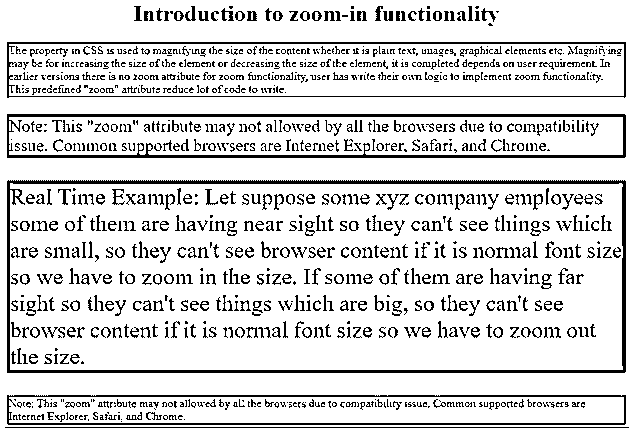 Introduction to zoom-in functionality
The property in CSS is used to magnifying the size of the content whether it is plain text, images, graphical elements etc. Magnifying
may be for increasing the size of the element or decreasing the size of the element, it is completed depends on user requirement. In
earlier versions there is no zoom attribute for zoom functionality, user has write their own logic to implement zoom functionality.
This predefined "zoom" attribute reduce lot of code to write.
Note: This "zoom" attribute may not allowed by all the browsers due to compatibility
issue. Common supported browsers are Internet Explorer, Safari, and Chrome.
Real Time Example: Let suppose some xyz company employees
some of them are having near sight so they can't see things which
are small, so they can't see browser content if it is normal font size
so we have to zoom in the size. If some of them are having far
sight so they can't see things which are big, so they can't see
browser content if it is normal font size so we have to zoom out
the size.
Note: This "zoom" attribute may not allowed by all the browsers due to compatibility issue. Common supported browsers are
Internet Explorer, Safari, and Chrome.